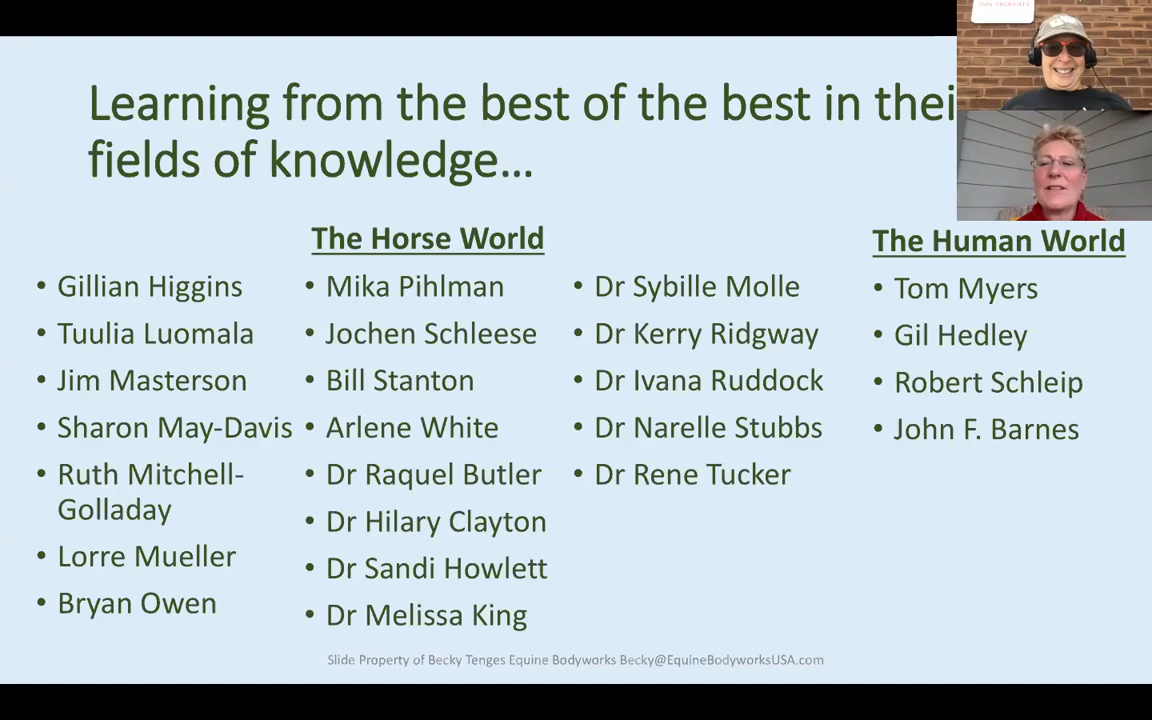 THIS PROPERTY
Learning from the best of the best in thei
fields of knowledge…
The Horse World
The Human World
• Gillian Higgins
• Tuulia Luomala
• Jim Masterson
• Sharon May-Davis
• Ruth Mitchell-
Golladay
• Lorre Mueller
• Bryan Owen
• Mika Pihlman
• Jochen Schleese
• Bill Stanton
• Arlene White
• Dr Raquel Butler
• Dr Hilary Clayton
• Dr Sandi Howlett
• Dr Melissa King
• Dr Sybille Molle
• Dr Kerry Ridgway
• Dr Ivana Ruddock
• Dr Narelle Stubbs
• Dr Rene Tucker
• Tom Myers
• Gil Hedley
• Robert Schleip
• John F. Barnes
Slide Property of Becky Tenges Equine Bodyworks Becky@EquineBodyworksUSA.com